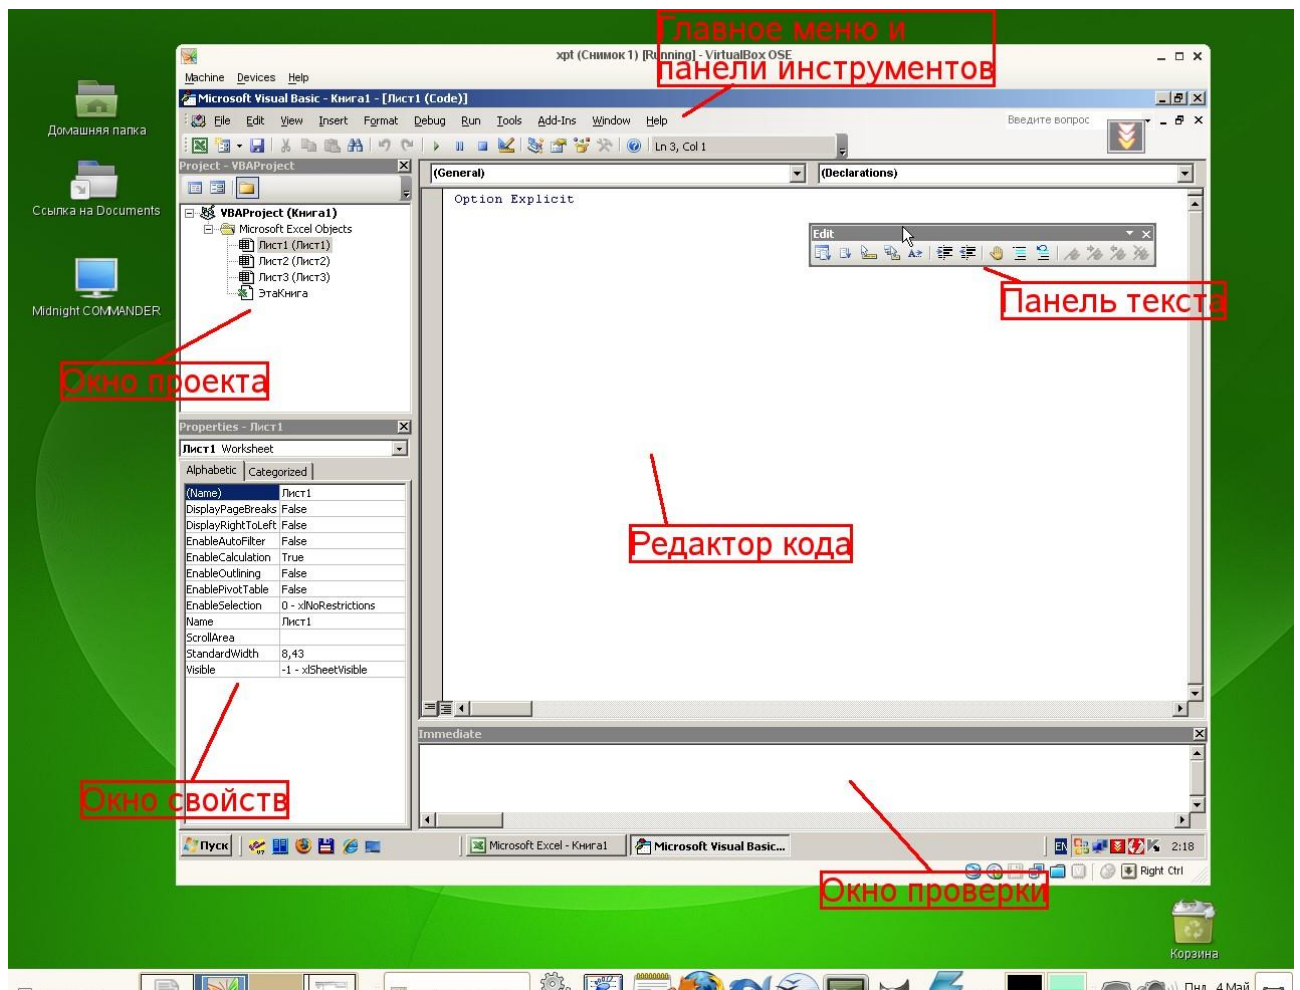 Главное меню и
панели инструментов
xpt (Снимок 1) [Running] - VirtualBox OSE
Machine Devices Help
Microsoft Visual Basic - Книга1 - [Лист1 (Code)]
File Edit View Insert Format Debug Run Tools Add-Ins Window Help
Введите вопрос
Ln 3, Col 1
Project - VBAProject
(General)
(Declarations)
Option Explicit
VBAProject (Книга1)
Microsoft Excel Objects
Лист1 (Лист1)
Лист2 (Лист2)
Лист3 (Лист3)
ЭтаКнига
Edit
Панель текста
Домашняя папка
Ссылка на Documents
Midnight COMMANDER
Окно проекта
Properties - Лист1
Лист1 Worksheet
Alphabetic Categorized
(Name) Лист1
DisplayPageBreaks False
DisplayRightToLeft False
EnableAutoFilter False
EnableCalculation True
EnableOutlining False
EnablePivotTable False
EnableSelection 0 - xlNoRestrictions
Name Лист1
ScrollArea
StandardWidth 8,43
Visible -1 - xlSheetVisible
Редактор кода
Immediate
Окно свойств
Окно проверки
Пуск
Microsoft Excel - Книга1
Microsoft Visual Basic...
EN
2:18
Right Ctrl
Корзина
Пнд 4 Май